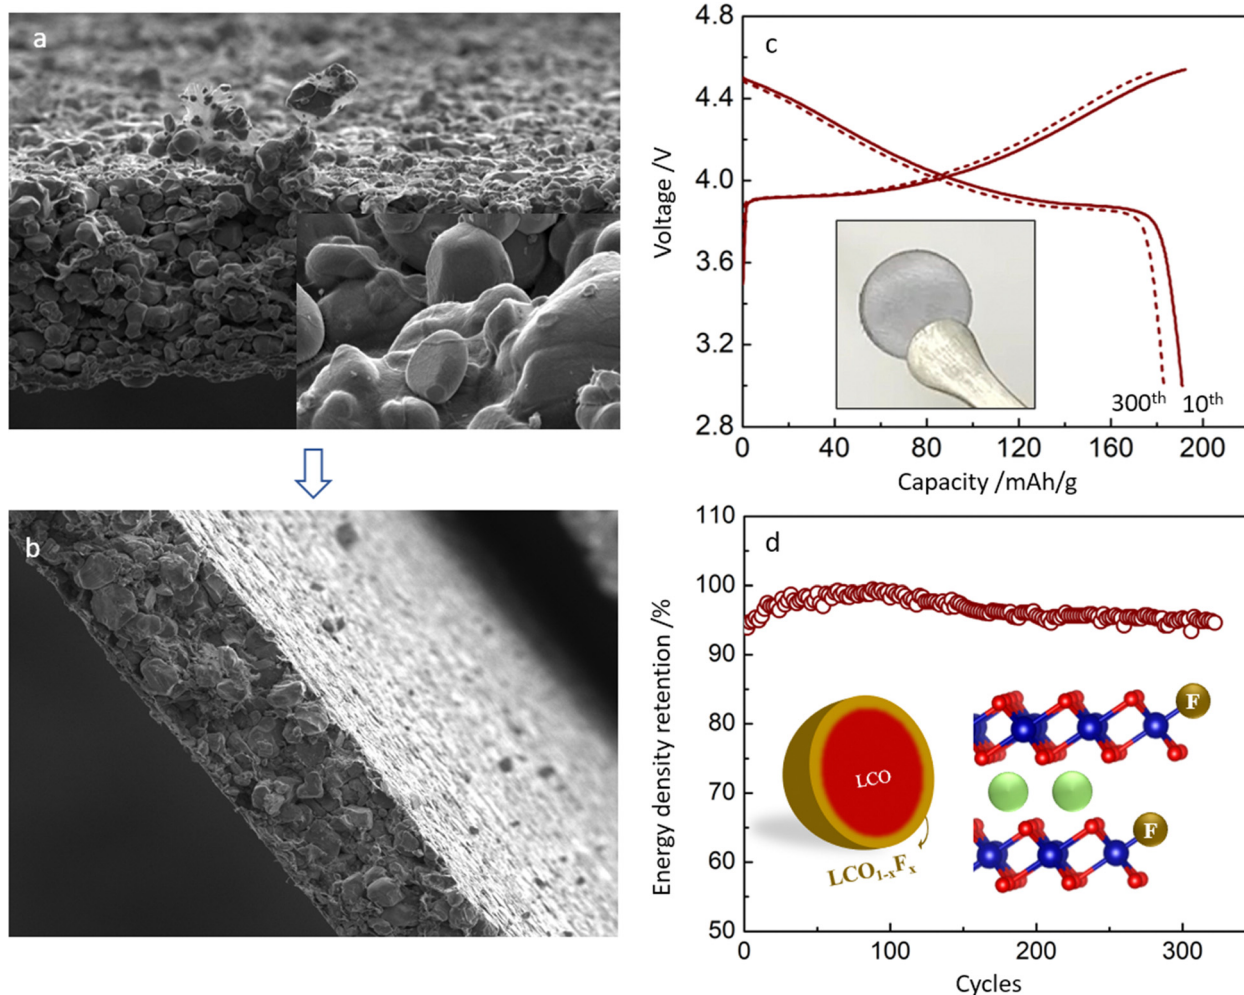 a
b
c
4.8
4.4
4.0
3.6
3.2
2.8
Voltage /V
300th 10th
0 40 80 120 160 200
Capacity /mAh/g
d
110
100
90
80
70
60
50
Energy density retention /%
LCO
LCO1-xFx
F
F
0 100 200 300
Cycles